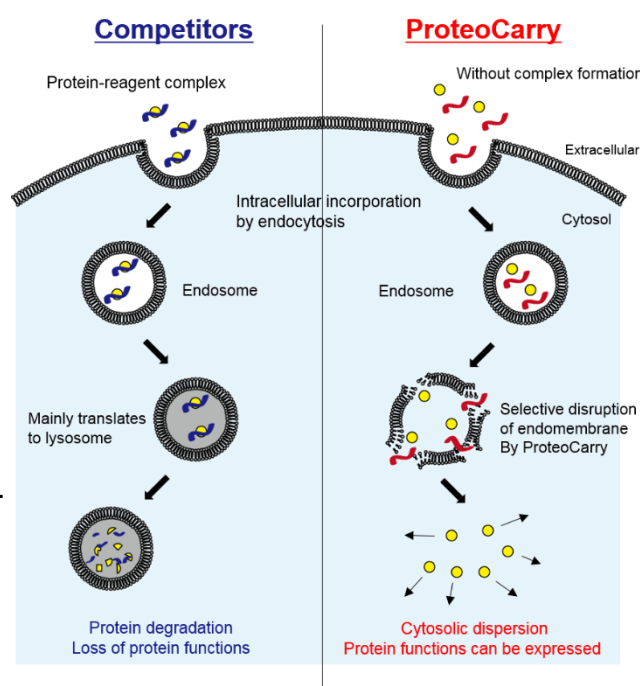 Competitors
ProteoCarry
Protein-reagent complex
Without complex formation
Extracellular
Cytosol
Intracellular incorporation
by endocytosis
Endosome
Endosome
Mainly translates
to lysosome
Selective disruption
of endomembrane
By ProteoCarry
Protein degradation
Loss of protein functions
Cytosolic dispersion
Protein functions can be expressed